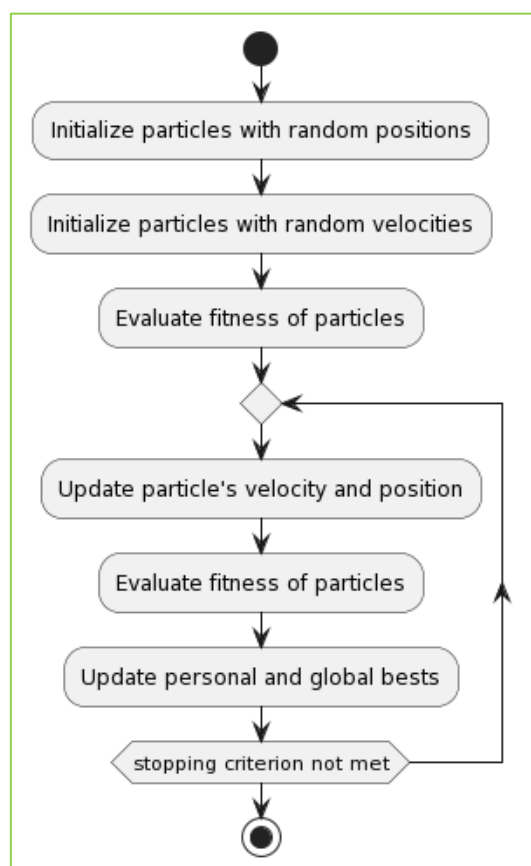 Initialize particles with random positions
Initialize particles with random velocities
Evaluate fitness of particles
Update particle's velocity and position
Evaluate fitness of particles
Update personal and global bests
stopping criterion not met